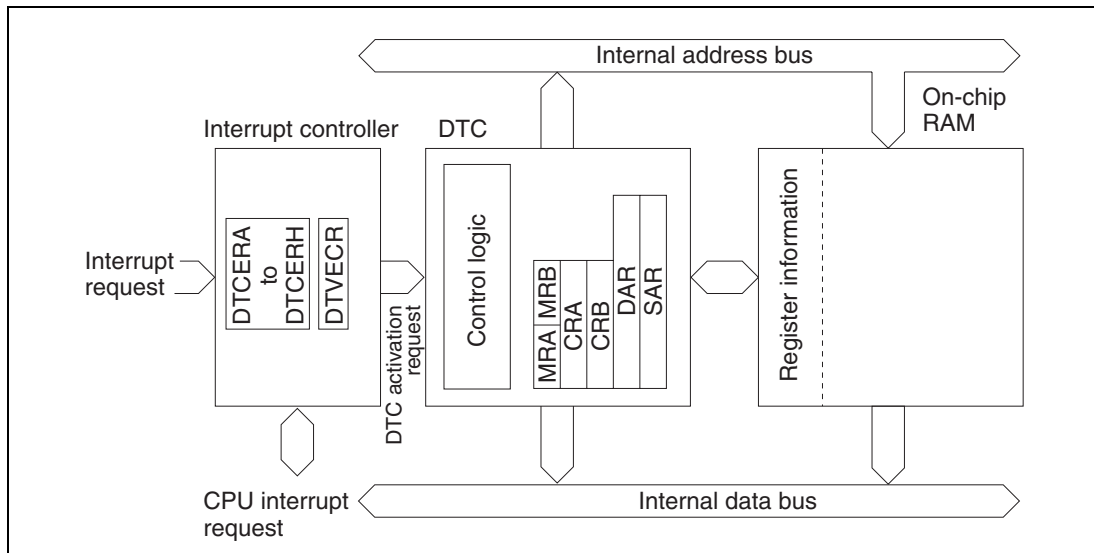 Internal address bus
On-chip
RAM
Interrupt controller
DTC
Interrupt
request
DTCERA
to
DTCERH
DTVECR
DTC activation
request
Control logic
MRA
MRB
CRA
CRB
DAR
SAR
Register information
CPU interrupt
request
Internal data bus